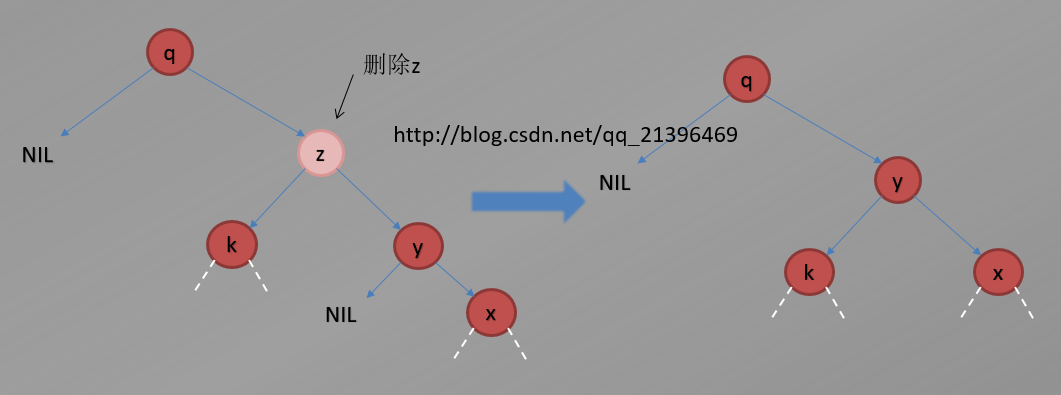 q
删除z
q
http://blog.csdn.net/qq_21396469
NIL
z
NIL
y
k
y
k
x
NIL
x